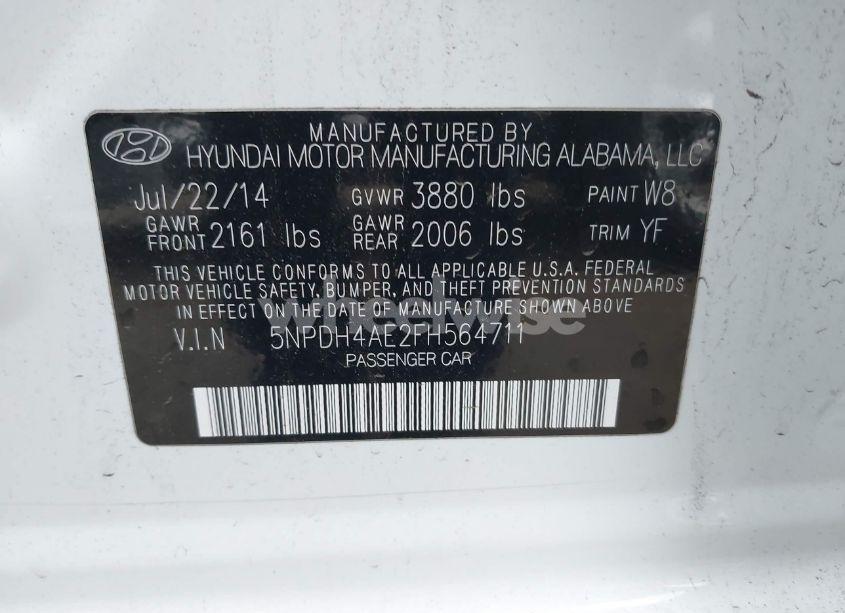 MANUFACTURED BY
HYUNDAI MOTOR MANUFACTURING ALABAMA, LLC
Jul/22/14 GVWR 3880 lbs PAINT W8
GAWR FRONT 2161 lbs GAWR REAR 2006 lbs TRIM YF
THIS VEHICLE CONFORMS TO ALL APPLICABLE U.S.A. FEDERAL
MOTOR VEHICLE SAFETY, BUMPER, AND THEFT PREVENTION STANDARDS
IN EFFECT ON THE DATE OF MANUFACTURE SHOWN ABOVE
wheelwise
V.I.N 5NPDH4AE2FH564711
PASSENGER CAR